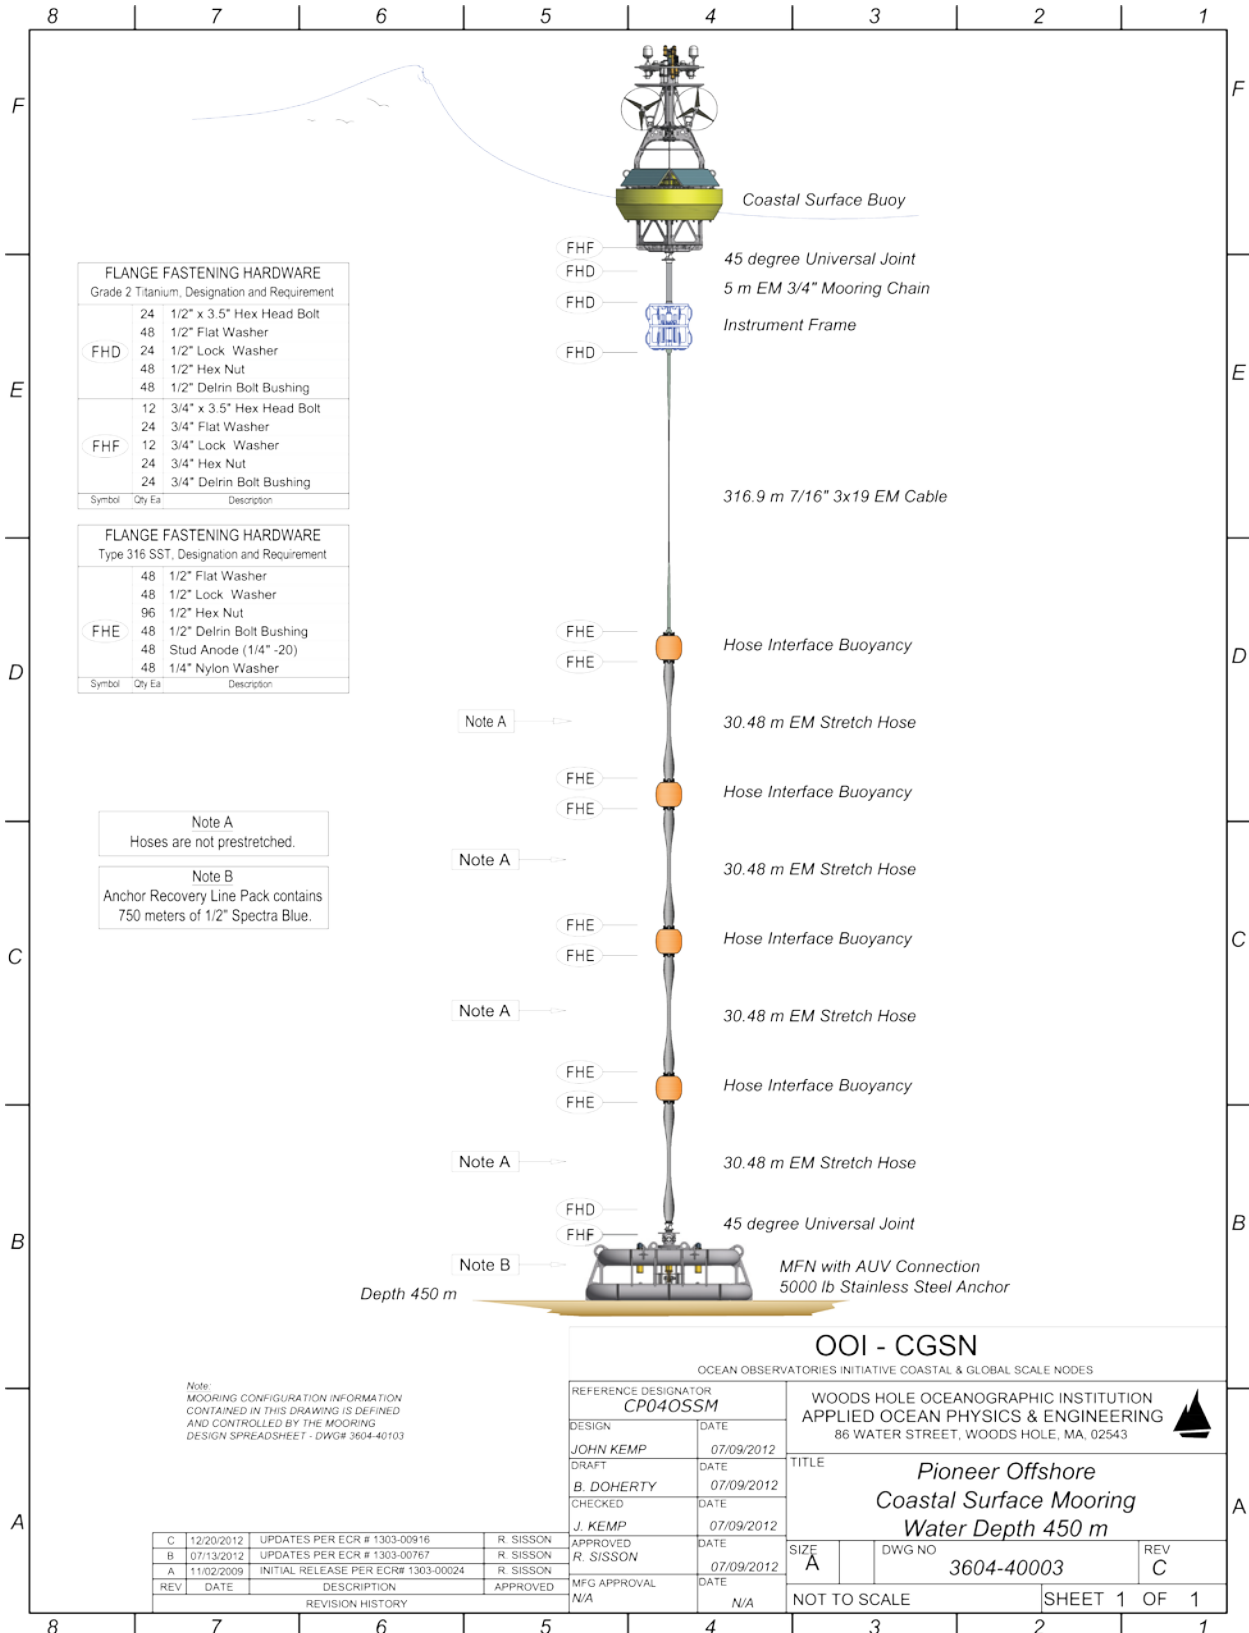 8 7 6 5 4 3 2 1
F F
Coastal Surface Buoy
FHF
45 degree Universal Joint
FHD
5 m EM 3/4" Mooring Chain
FHD
Instrument Frame
FHD
FLANGE FASTENING HARDWARE
Grade 2 Titanium, Designation and Requirement
24 1/2" x 3.5" Hex Head Bolt
48 1/2" Flat Washer
FHD 24 1/2" Lock Washer
48 1/2" Hex Nut
48 1/2" Delrin Bolt Bushing
12 3/4" x 3.5" Hex Head Bolt
24 3/4" Flat Washer
FHF 12 3/4" Lock Washer
24 3/4" Hex Nut
24 3/4" Delrin Bolt Bushing
Symbol Qty Ea Description
E E
316.9 m 7/16" 3x19 EM Cable
FLANGE FASTENING HARDWARE
Type 316 SST, Designation and Requirement
48 1/2" Flat Washer
48 1/2" Lock Washer
96 1/2" Hex Nut
FHE 48 1/2" Delrin Bolt Bushing
48 Stud Anode (1/4" -20)
48 1/4" Nylon Washer
Symbol Qty Ea Description
FHE
Hose Interface Buoyancy
FHE
D D
Note A
30.48 m EM Stretch Hose
FHE
Hose Interface Buoyancy
FHE
Note A
Hoses are not prestretched.
Note B
Anchor Recovery Line Pack contains
750 meters of 1/2" Spectra Blue.
Note A
30.48 m EM Stretch Hose
FHE
Hose Interface Buoyancy
FHE
C C
Note A
30.48 m EM Stretch Hose
FHE
Hose Interface Buoyancy
FHE
Note A
30.48 m EM Stretch Hose
FHD
45 degree Universal Joint
FHF
B B
Note B
MFN with AUV Connection
5000 lb Stainless Steel Anchor
Depth 450 m
OOI - CGSN
OCEAN OBSERVATORIES INITIATIVE COASTAL & GLOBAL SCALE NODES
Note:
MOORING CONFIGURATION INFORMATION
CONTAINED IN THIS DRAWING IS DEFINED
AND CONTROLLED BY THE MOORING
DESIGN SPREADSHEET - DWG# 3604-40103
REFERENCE DESIGNATOR
CP04OSSM
WOODS HOLE OCEANOGRAPHIC INSTITUTION
APPLIED OCEAN PHYSICS & ENGINEERING
86 WATER STREET, WOODS HOLE, MA, 02543
DESIGN DATE
JOHN KEMP 07/09/2012
DRAFT DATE
B. DOHERTY 07/09/2012
CHECKED DATE
J. KEMP 07/09/2012
APPROVED DATE
R. SISSON 07/09/2012
MFG APPROVAL DATE
N/A N/A
TITLE
Pioneer Offshore
Coastal Surface Mooring
Water Depth 450 m
A A
SIZE DWG NO REV
A 3604-40003 C
NOT TO SCALE SHEET 1 OF 1
C 12/20/2012 UPDATES PER ECR # 1303-00916 R. SISSON
B 07/13/2012 UPDATES PER ECR # 1303-00767 R. SISSON
A 11/02/2009 INITIAL RELEASE PER ECR# 1303-00024 R. SISSON
REV DATE DESCRIPTION APPROVED
REVISION HISTORY
8 7 6 5 4 3 2 1